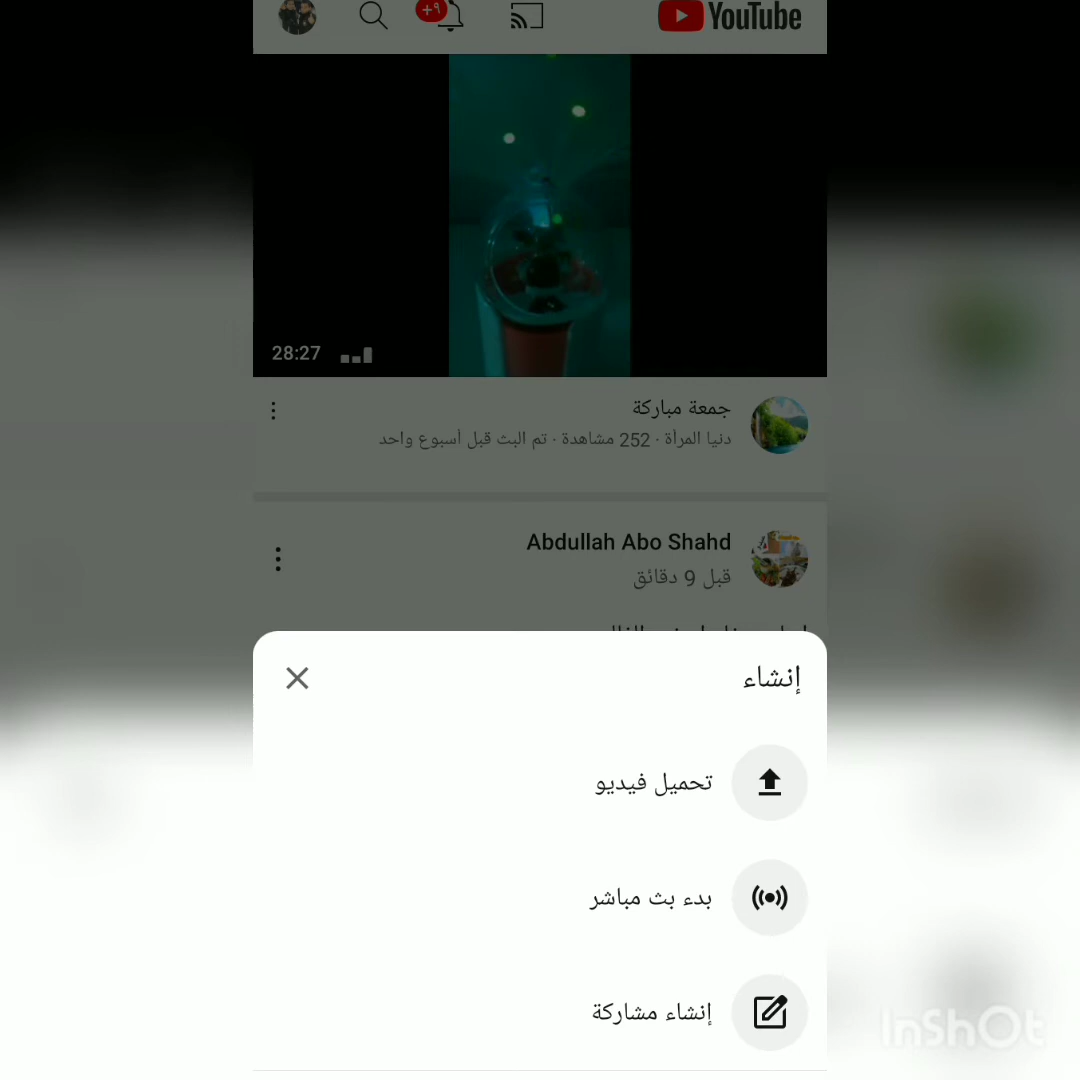 +٩
YouTube
28:27
جمعة مباركة
دنيا المرأة · 252 مشاهدة · تم البث قبل أسبوع واحد
Abdullah Abo Shahd
قبل 9 دقائق
إنشاء
تحميل فيديو
بدء بث مباشر
إنشاء مشاركة
InShOt